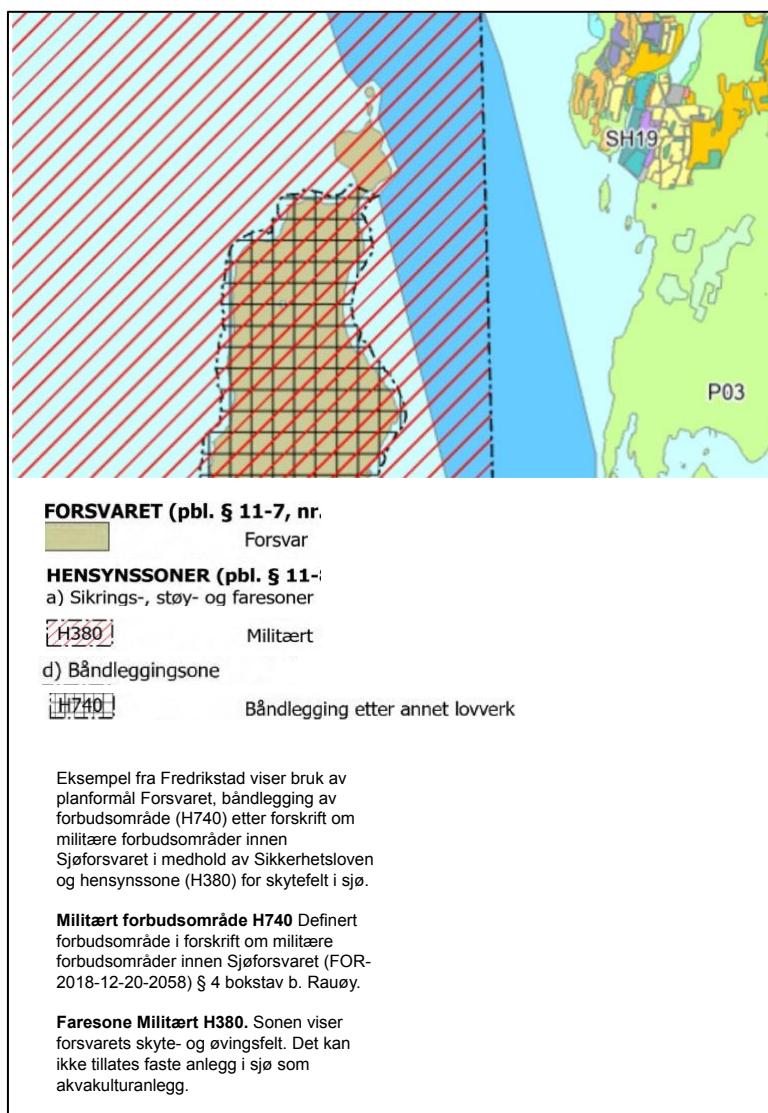 SH19
P03
FORSVARET (pbl. § 11-7, nr.
Forsvar
HENSYNSSONER (pbl. § 11-
a) Sikrings-, støy- og faresoner
H380 Militært
d) Båndleggingsone
H740 Båndlegging etter annet lovverk
Eksempel fra Fredrikstad viser bruk av
planformål Forsvaret, båndlegging av
forbudsområde (H740) etter forskrift om
militære forbudsområder innen
Sjøforsvaret i medhold av Sikkerhetsloven
og hensynssone (H380) for skytefelt i sjø.
Militært forbudsområde H740 Definert
forbudsområde i forskrift om militære
forbudsområder innen Sjøforsvaret (FOR-
2018-12-20-2058) § 4 bokstav b. Rauøy.
Faresone Militært H380. Sonen viser
forsvarets skyte- og øvingsfelt. Det kan
ikke tillates faste anlegg i sjø som
akvakulturanlegg.